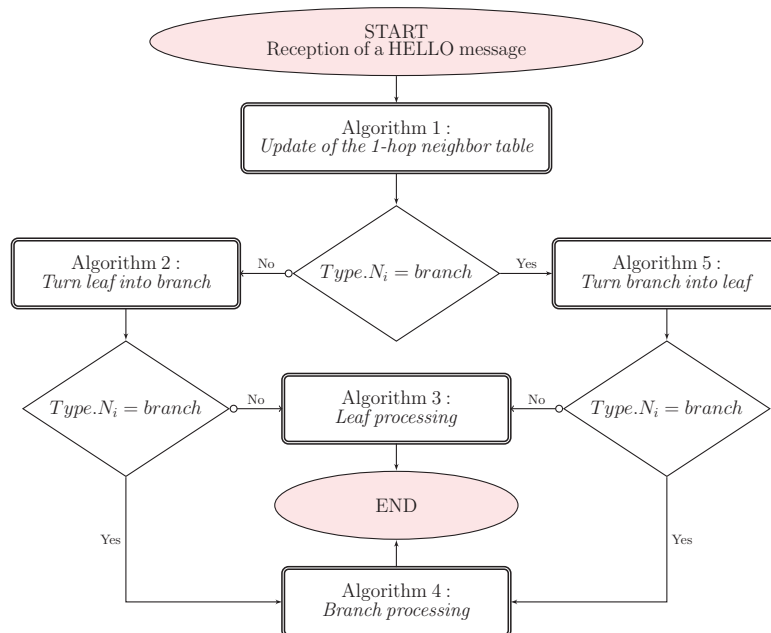 START
Reception of a HELLO message
Algorithm 1 :
Update of the 1-hop neighbor table
Algorithm 2 :
Turn leaf into branch
No
Type.N_i = branch
Yes
Algorithm 5 :
Turn branch into leaf
Type.N_i = branch
No
Algorithm 3 :
Leaf processing
No
Type.N_i = branch
END
Yes
Yes
Algorithm 4 :
Branch processing